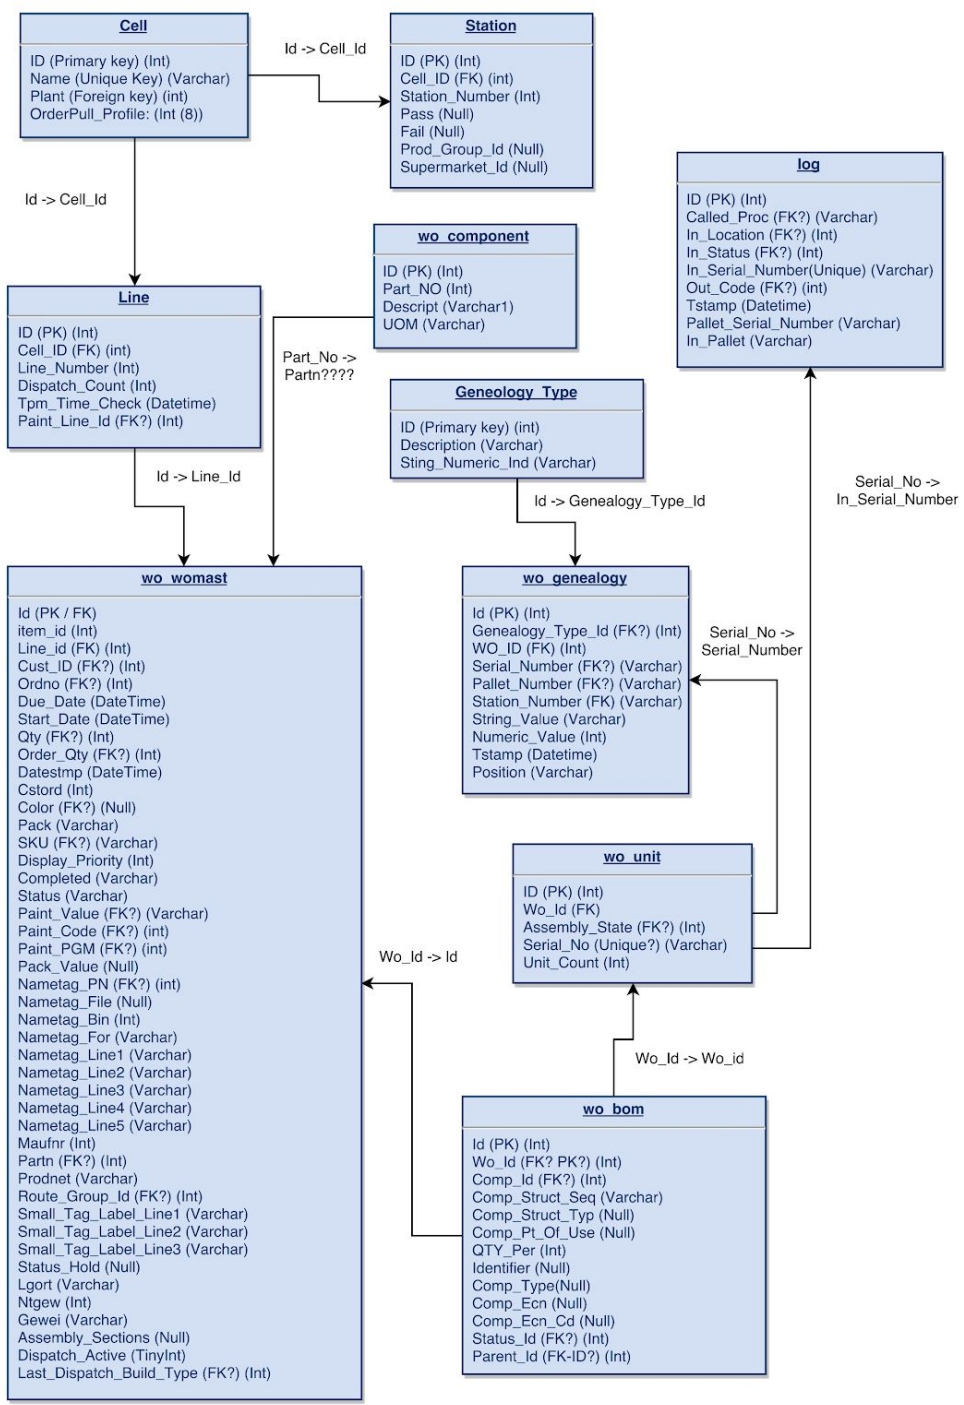 Cell
ID (Primary key) (Int)
Name (Unique Key) (Varchar)
Plant (Foreign key) (int)
OrderPull_Profile: (Int (8))
Id -> Cell_Id
Station
ID (PK) (Int)
Cell_ID (FK) (int)
Station_Number (Int)
Pass (Null)
Fail (Null)
Prod_Group_Id (Null)
Supermarket_Id (Null)
Id -> Cell_Id
log
ID (PK) (Int)
Called_Proc (FK?) (Varchar)
In_Location (FK?) (Int)
In_Status (FK?) (Int)
In_Serial_Number(Unique) (Varchar)
Out_Code (FK?) (int)
Tstamp (Datetime)
Pallet_Serial_Number (Varchar)
In_Pallet (Varchar)
wo_component
ID (PK) (Int)
Part_NO (Int)
Descript (Varchar1)
UOM (Varchar)
Line
ID (PK) (Int)
Cell_ID (FK) (int)
Line_Number (Int)
Dispatch_Count (Int)
Tpm_Time_Check (Datetime)
Paint_Line_Id (FK?) (Int)
Part_No ->
Partn????
Geneology_Type
ID (Primary key) (int)
Description (Varchar)
Sting_Numeric_Ind (Varchar)
Id -> Line_Id
Id -> Genealogy_Type_Id
Serial_No ->
In_Serial_Number
wo_womast
Id (PK / FK)
item_id (Int)
Line_id (FK) (Int)
Cust_ID (FK?) (Int)
Ordno (FK?) (Int)
Due_Date (DateTime)
Start_Date (DateTime)
Qty (FK?) (Int)
Order_Qty (FK?) (Int)
Datestmp (DateTime)
Cstord (Int)
Color (FK?) (Null)
Pack (Varchar)
SKU (FK?) (Varchar)
Display_Priority (Int)
Completed (Varchar)
Status (Varchar)
Paint_Value (FK?) (Varchar)
Paint_Code (FK?) (int)
Paint_PGM (FK?) (int)
Pack_Value (Null)
Nametag_PN (FK?) (int)
Nametag_File (Null)
Nametag_Bin (Int)
Nametag_For (Varchar)
Nametag_Line1 (Varchar)
Nametag_Line2 (Varchar)
Nametag_Line3 (Varchar)
Nametag_Line4 (Varchar)
Nametag_Line5 (Varchar)
Maufnr (Int)
Partn (FK?) (Int)
Prodnet (Varchar)
Route_Group_Id (FK?) (Int)
Small_Tag_Label_Line1 (Varchar)
Small_Tag_Label_Line2 (Varchar)
Small_Tag_Label_Line3 (Varchar)
Status_Hold (Null)
Lgort (Varchar)
Ntgew (Int)
Gewei (Varchar)
Assembly_Sections (Null)
Dispatch_Active (TinyInt)
Last_Dispatch_Build_Type (FK?) (Int)
wo_genealogy
Id (PK) (Int)
Genealogy_Type_Id (FK?) (Int)
WO_ID (FK) (Int)
Serial_Number (FK?) (Varchar)
Pallet_Number (FK?) (Varchar)
Station_Number (FK) (Varchar)
String_Value (Varchar)
Numeric_Value (Int)
Tstamp (Datetime)
Position (Varchar)
Serial_No ->
Serial_Number
wo_unit
ID (PK) (Int)
Wo_Id (FK)
Assembly_State (FK?) (Int)
Serial_No (Unique?) (Varchar)
Unit_Count (Int)
Wo_Id -> Id
Wo_Id -> Wo_id
wo_bom
Id (PK) (Int)
Wo_Id (FK? PK?) (Int)
Comp_Id (FK?) (Int)
Comp_Struct_Seq (Varchar)
Comp_Struct_Typ (Null)
Comp_Pt_Of_Use (Null)
QTY_Per (Int)
Identifier (Null)
Comp_Type(Null)
Comp_Ecn (Null)
Comp_Ecn_Cd (Null)
Status_Id (FK?) (Int)
Parent_Id (FK-ID?) (Int)